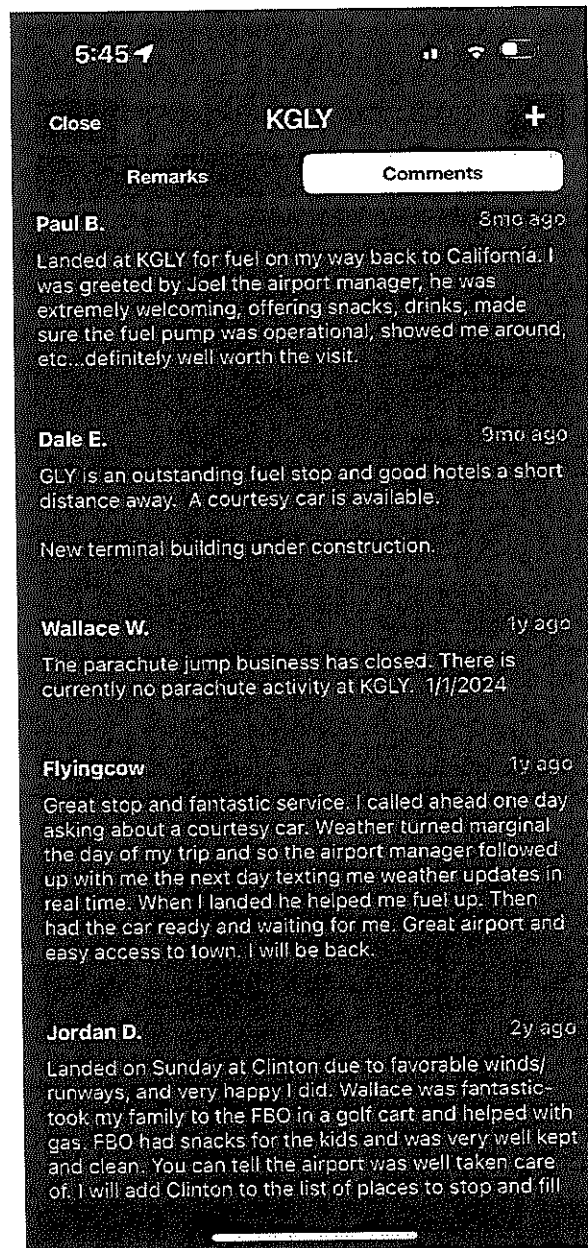 5:45
Close KGLY +
Remarks Comments
Paul B. 8mo ago
Landed at KGLY for fuel on my way back to California. I
was greeted by Joel the airport manager, he was
extremely welcoming, offering snacks, drinks, made
sure the fuel pump was operational, showed me around,
etc...definitely well worth the visit.
Dale E. 9mo ago
GLY is an outstanding fuel stop and good hotels a short
distance away.  A courtesy car is available.
New terminal building under construction.
Wallace W. 1y ago
The parachute jump business has closed. There is
currently no parachute activity at KGLY.  1/1/2024
Flyingcow 1y ago
Great stop and fantastic service. I called ahead one day
asking about a courtesy car. Weather turned marginal
the day of my trip and so the airport manager followed
up with me the next day texting me weather updates in
real time. When I landed he helped me fuel up. Then
had the car ready and waiting for me. Great airport and
easy access to town. I will be back.
Jordan D. 2y ago
Landed on Sunday at Clinton due to favorable winds/
runways, and very happy I did. Wallace was fantastic-
took my family to the FBO in a golf cart and helped with
gas. FBO had snacks for the kids and was very well kept
and clean. You can tell the airport was well taken care
of. I will add Clinton to the list of places to stop and fill